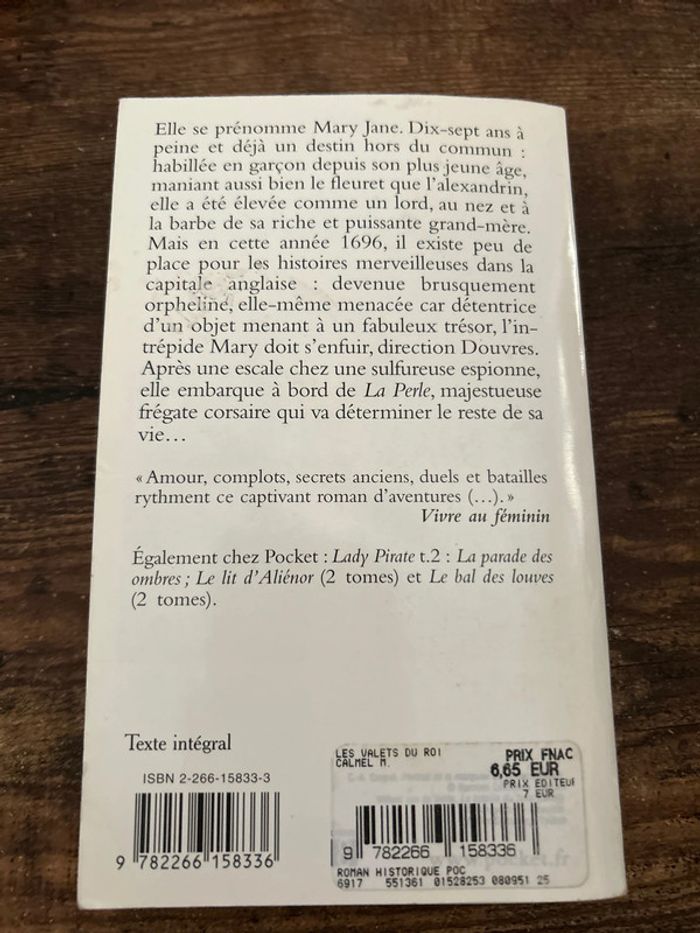 Elle se prénomme Mary Jane. Dix-sept ans à
peine et déjà un destin hors du commun :
habillée en garçon depuis son plus jeune âge,
maniant aussi bien le fleuret que l'alexandrin,
elle a été élevée comme un lord, au nez et à
la barbe de sa riche et puissante grand-mère.
Mais en cette année 1696, il existe peu de
place pour les histoires merveilleuses dans la
capitale anglaise : devenue brusquement
orpheline, elle-même menacée car détentrice
d'un objet menant à un fabuleux trésor, l'in-
trépide Mary doit s'enfuir, direction Douvres.
Après une escale chez une sulfureuse espionne,
elle embarque à bord de La Perle, majestueuse
frégate corsaire qui va déterminer le reste de sa
vie...
« Amour, complots, secrets anciens, duels et batailles
rythment ce captivant roman d'aventures (...). »
Vivre au féminin
Également chez Pocket : Lady Pirate t.2 : La parade des
ombres ; Le lit d'Aliénor (2 tomes) et Le bal des louves
(2 tomes).
Texte intégral
ISBN 2-266-15833-3
9 782266 158336
LES VALETS DU ROI
CALMEL M.
PRIX FNAC
6,65 EUR
PRIX EDITEUR
7 EUR
9 782266 158336
ROMAN HISTORIQUE POC
6917 551361 01528253 080951 25